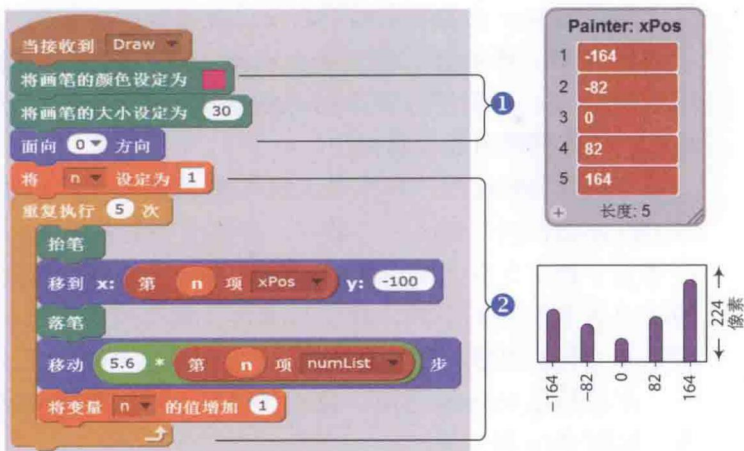 当接收到 Draw
将画笔的颜色设定为
将画笔的大小设定为 30
面向 0 方向
将 n 设定为 1
重复执行 5 次
抬笔
移到 x: 第 n 项 xPos y: -100
落笔
移动 5.6 * 第 n 项 numList 步
将变量 n 的值增加 1
❶
❷
Painter: xPos
1 -164
2 -82
3 0
4 82
5 164
+ 长度: 5
224
像素
-164 -82 0 82 164